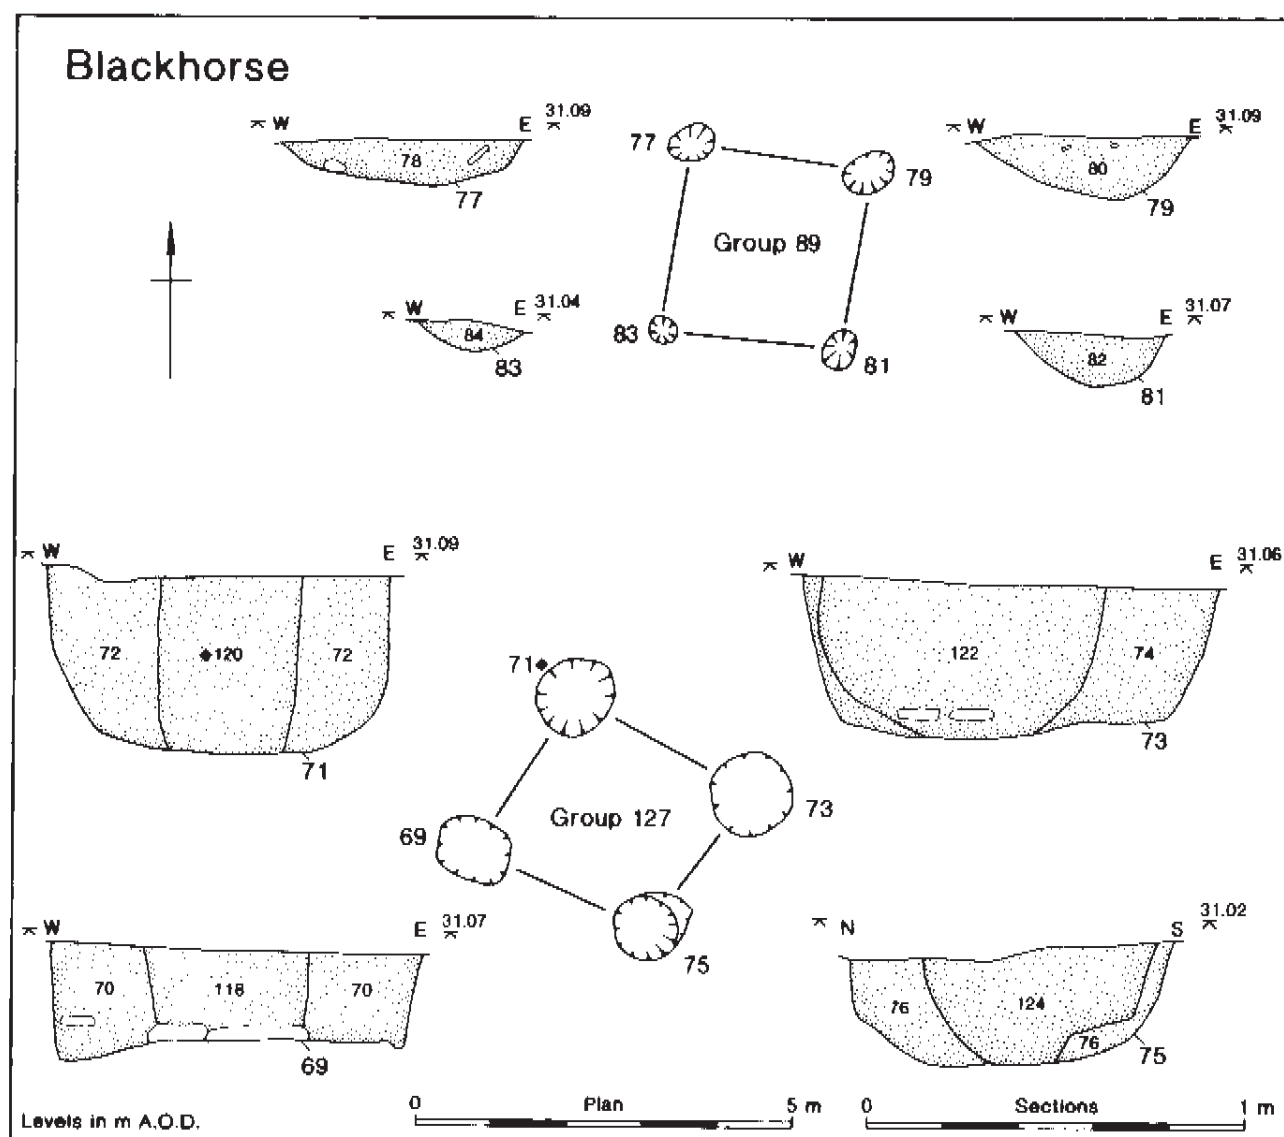 Blackhorse
W E 31.09
78
77
77
79
Group 89
83
81
W E 31.09
80
79
W E 31.04
84
83
W E 31.07
82
81
W E 31.09
72 120 72
71
W E 31.06
122 74
73
71
73
Group 127
69
75
W E 31.07
70 118 70
69
N S 31.02
76 124
76
75
Levels in m A.O.D.
0 Plan 5 m
0 Sections 1 m